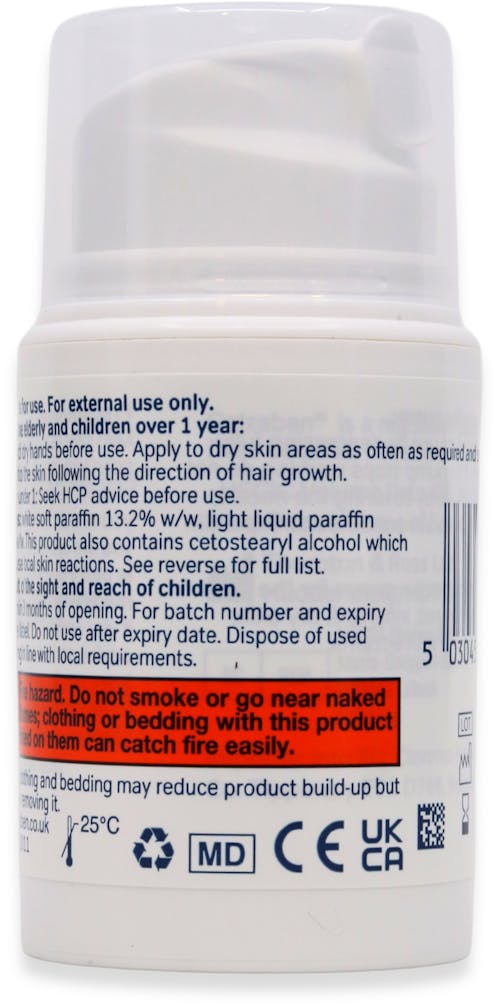 for use. For external use only.
elderly and children over 1 year:
dry hands before use. Apply to dry skin areas as often as required and
the skin following the direction of hair growth.
under 1: Seek HCP advice before use.
white soft paraffin 13.2% w/w, light liquid paraffin
This product also contains cetostearyl alcohol which
local skin reactions. See reverse for full list.
the sight and reach of children.
months of opening. For batch number and expiry
Do not use after expiry date. Dispose of used
line with local requirements.
hazard. Do not smoke or go near naked
clothing or bedding with this product
on them can catch fire easily.
and bedding may reduce product build-up but
removing it.
25°C
MD
CE
UK
CA
5 0304
LOT